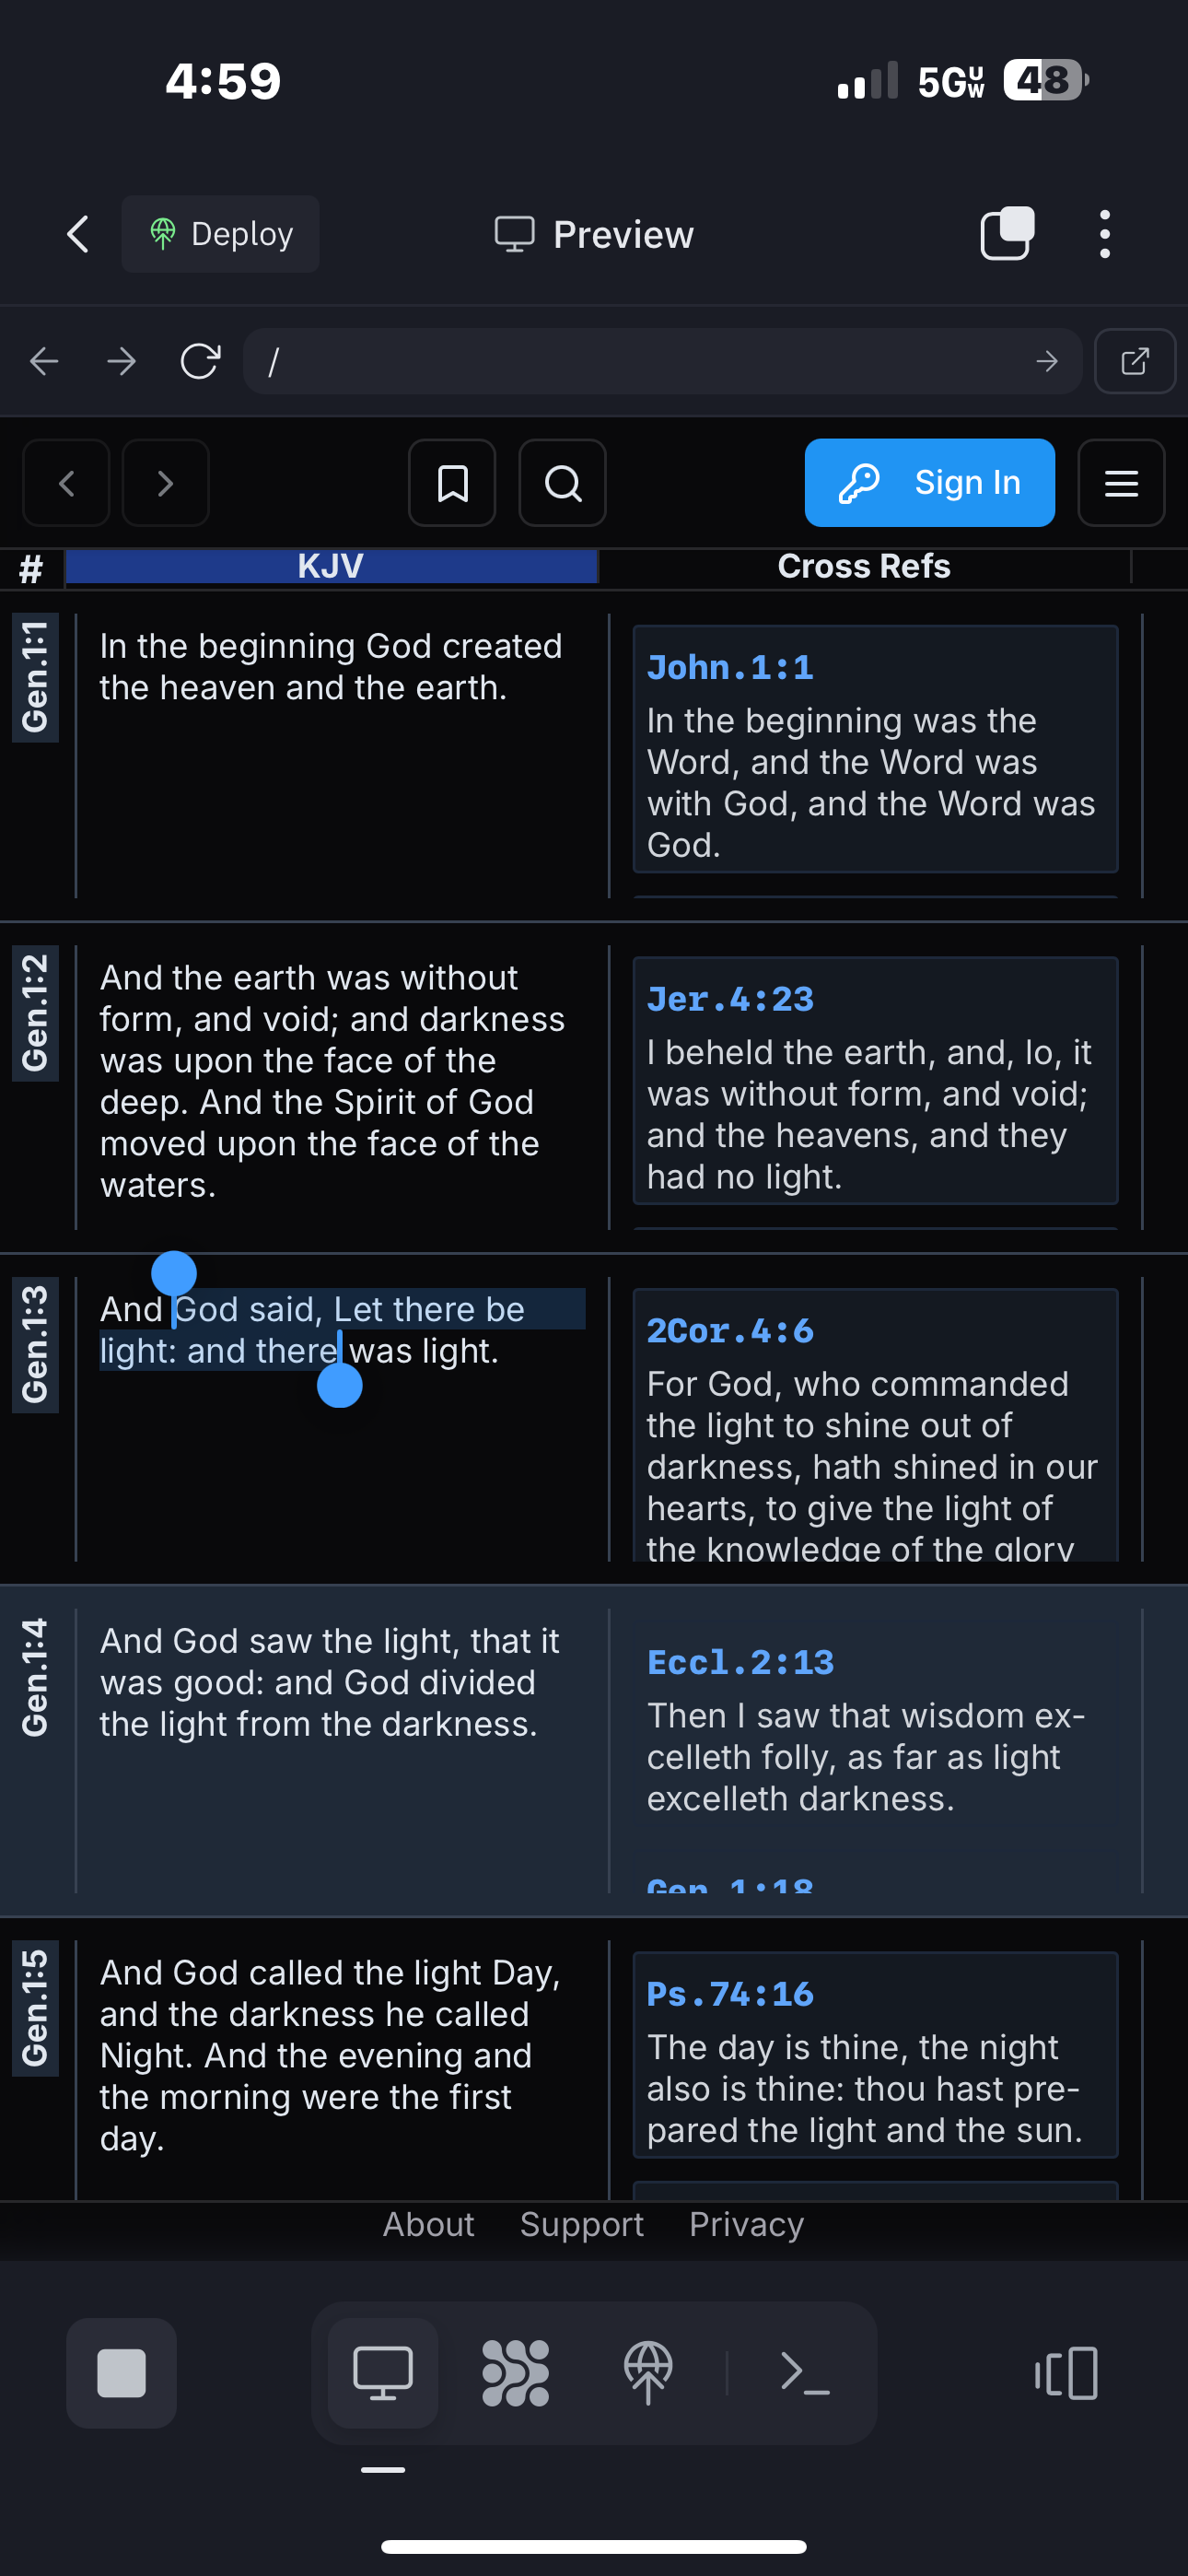 4:59
5GUW 48
Deploy
Preview
/
Sign In
# KJV Cross Refs
Gen.1:1
In the beginning God created
the heaven and the earth.
John.1:1
In the beginning was the
Word, and the Word was
with God, and the Word was
God.
Gen.1:2
And the earth was without
form, and void; and darkness
was upon the face of the
deep. And the Spirit of God
moved upon the face of the
waters.
Jer.4:23
I beheld the earth, and, lo, it
was without form, and void;
and the heavens, and they
had no light.
Gen.1:3
And God said, Let there be
light: and there was light.
2Cor.4:6
For God, who commanded
the light to shine out of
darkness, hath shined in our
hearts, to give the light of
the knowledge of the glory
Gen.1:4
And God saw the light, that it
was good: and God divided
the light from the darkness.
Eccl.2:13
Then I saw that wisdom ex-
celleth folly, as far as light
excelleth darkness.
Gen.1:18
Gen.1:5
And God called the light Day,
and the darkness he called
Night. And the evening and
the morning were the first
day.
Ps.74:16
The day is thine, the night
also is thine: thou hast pre-
pared the light and the sun.
About Support Privacy